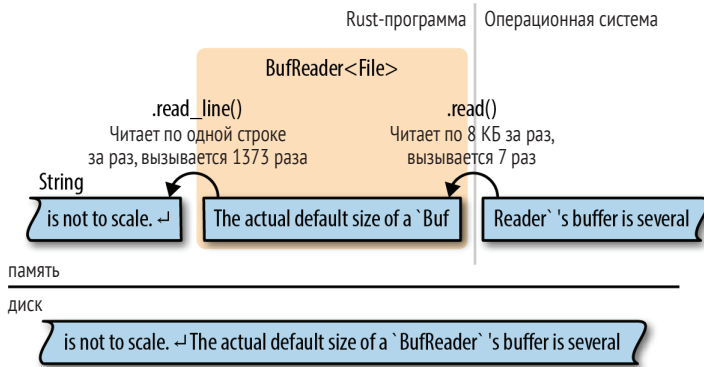 Rust-программа
Операционная система
BufReader<File>
.read_line()
Читает по одной строке
за раз, вызывается 1373 раза
.read()
Читает по 8 КБ за раз,
вызывается 7 раз
String
is not to scale. ↵
The actual default size of a `Buf
Reader` 's buffer is several
память
диск
is not to scale. ↵ The actual default size of a `BufReader` 's buffer is several